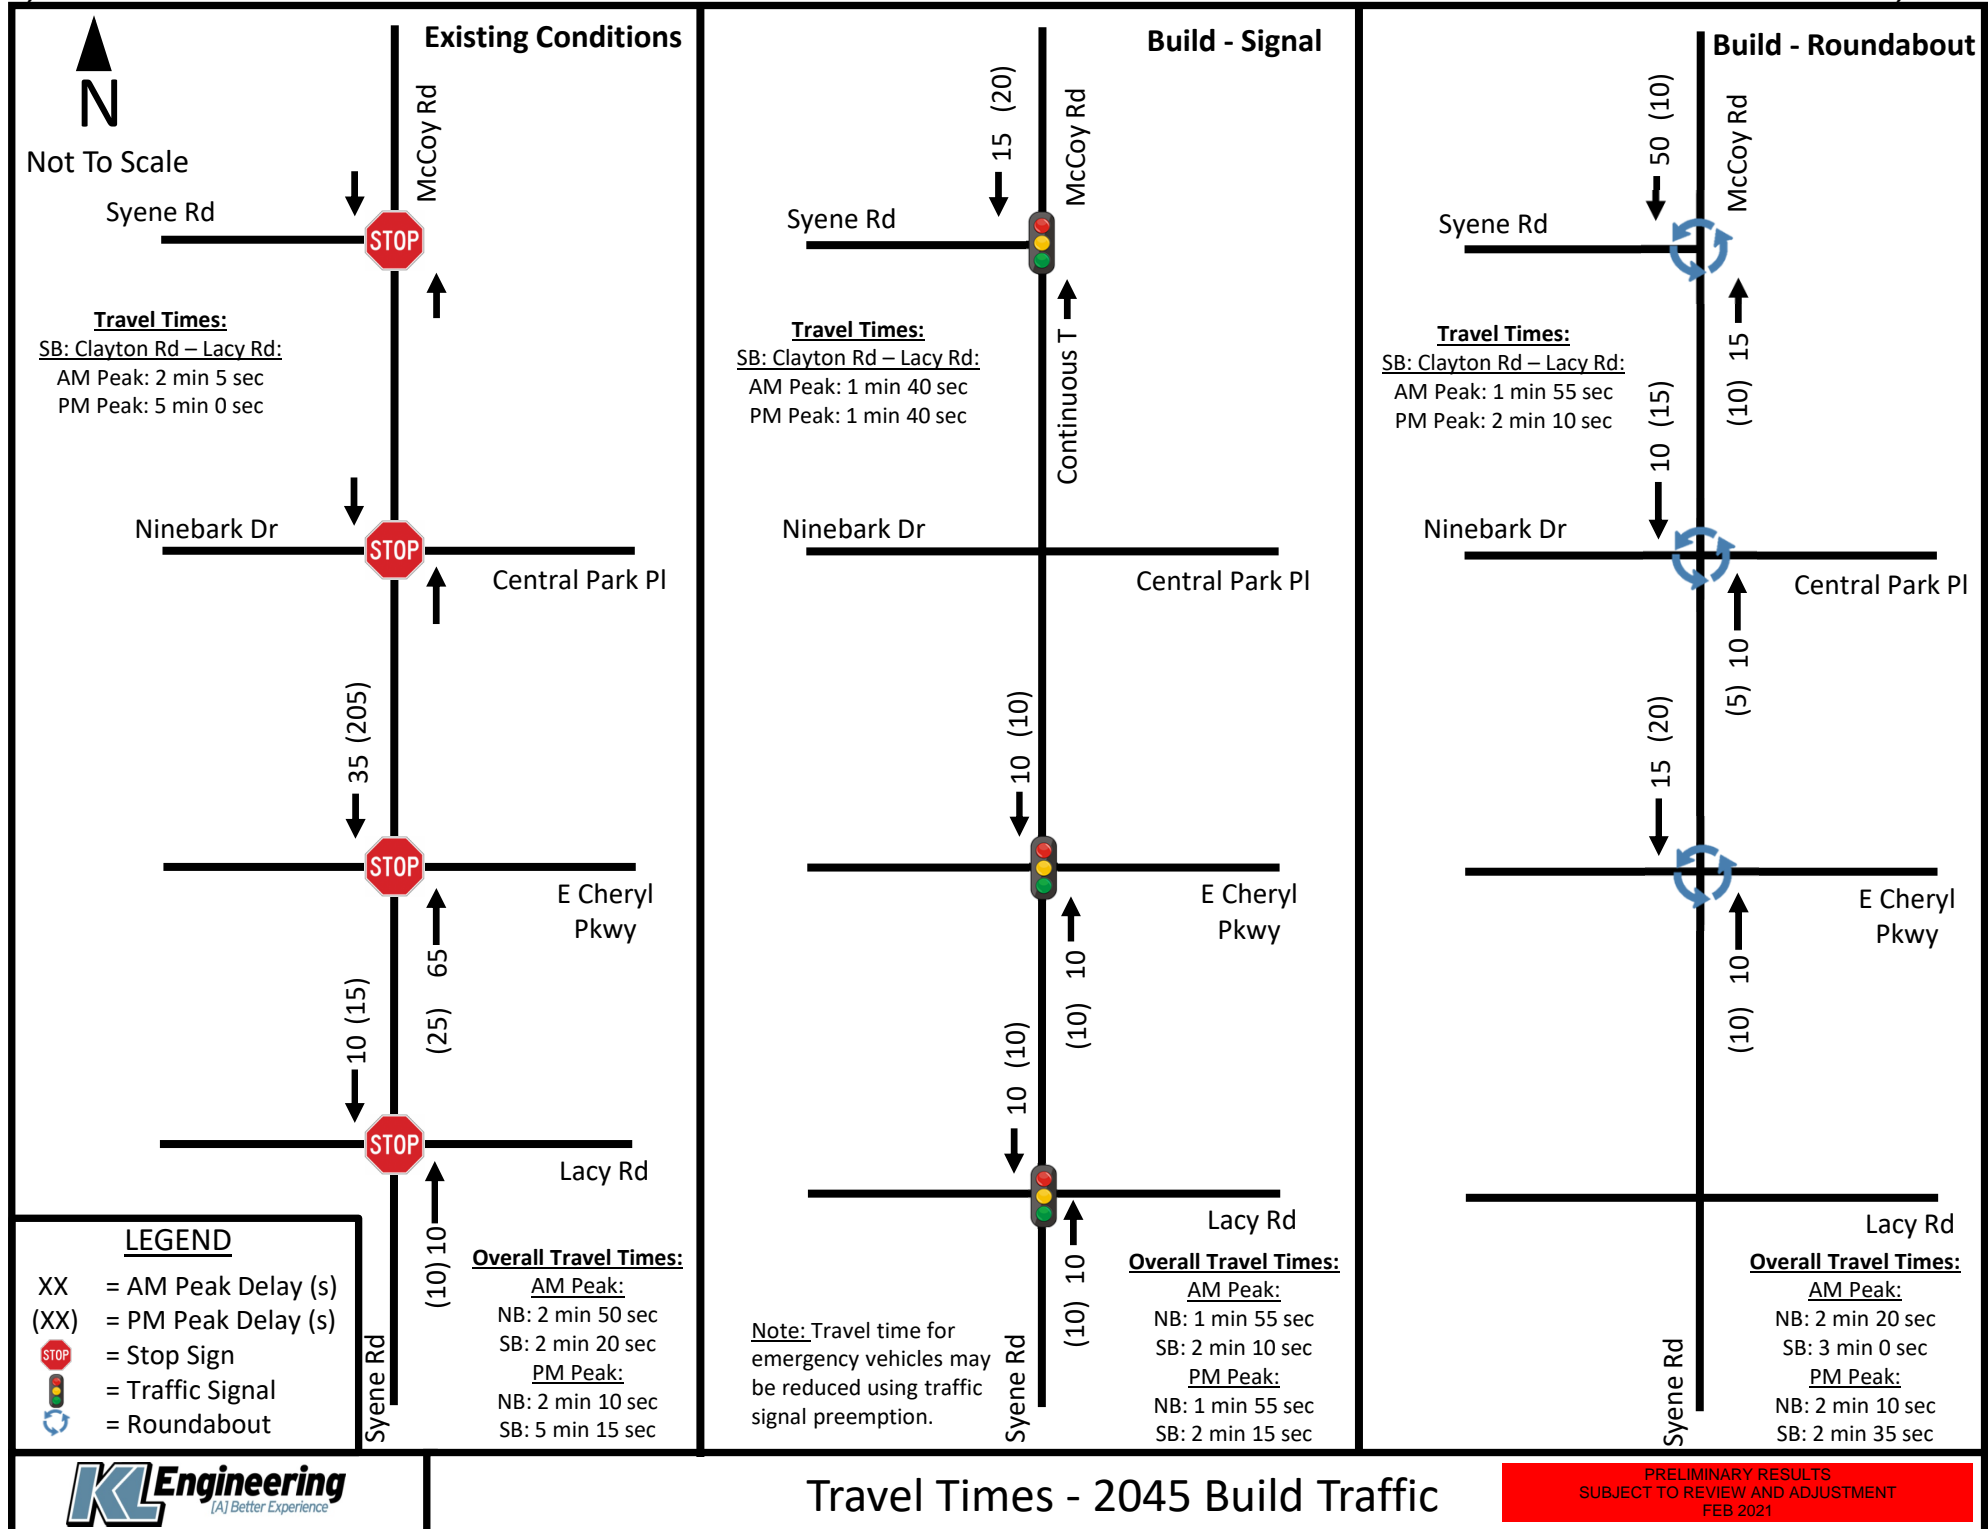 Existing Conditions
N
Not To Scale
McCoy Rd
Syene Rd
STOP
Travel Times:
SB: Clayton Rd – Lacy Rd:
AM Peak: 2 min 5 sec
PM Peak: 5 min 0 sec
Ninebark Dr
STOP
Central Park Pl
35 (205)
STOP
E Cheryl
Pkwy
(25) 65
10 (15)
STOP
Lacy Rd
(10) 10
Syene Rd
Overall Travel Times:
AM Peak:
NB: 2 min 50 sec
SB: 2 min 20 sec
PM Peak:
NB: 2 min 10 sec
SB: 5 min 15 sec
LEGEND
XX = AM Peak Delay (s)
(XX) = PM Peak Delay (s)
STOP = Stop Sign
= Traffic Signal
= Roundabout
Build - Signal
15 (20)
McCoy Rd
Syene Rd
Continuous T
Travel Times:
SB: Clayton Rd – Lacy Rd:
AM Peak: 1 min 40 sec
PM Peak: 1 min 40 sec
Ninebark Dr
Central Park Pl
10 (10)
E Cheryl
Pkwy
(10) 10
10 (10)
Lacy Rd
(10) 10
Syene Rd
Note: Travel time for
emergency vehicles may
be reduced using traffic
signal preemption.
Overall Travel Times:
AM Peak:
NB: 1 min 55 sec
SB: 2 min 10 sec
PM Peak:
NB: 1 min 55 sec
SB: 2 min 15 sec
Build - Roundabout
50 (10)
McCoy Rd
Syene Rd
(10) 15
Travel Times:
SB: Clayton Rd – Lacy Rd:
AM Peak: 1 min 55 sec
PM Peak: 2 min 10 sec
10 (15)
Ninebark Dr
Central Park Pl
(5) 10
15 (20)
E Cheryl
Pkwy
(10) 10
Lacy Rd
Syene Rd
Overall Travel Times:
AM Peak:
NB: 2 min 20 sec
SB: 3 min 0 sec
PM Peak:
NB: 2 min 10 sec
SB: 2 min 35 sec
KL Engineering
[A] Better Experience
Travel Times - 2045 Build Traffic
PRELIMINARY RESULTS
SUBJECT TO REVIEW AND ADJUSTMENT
FEB 2021